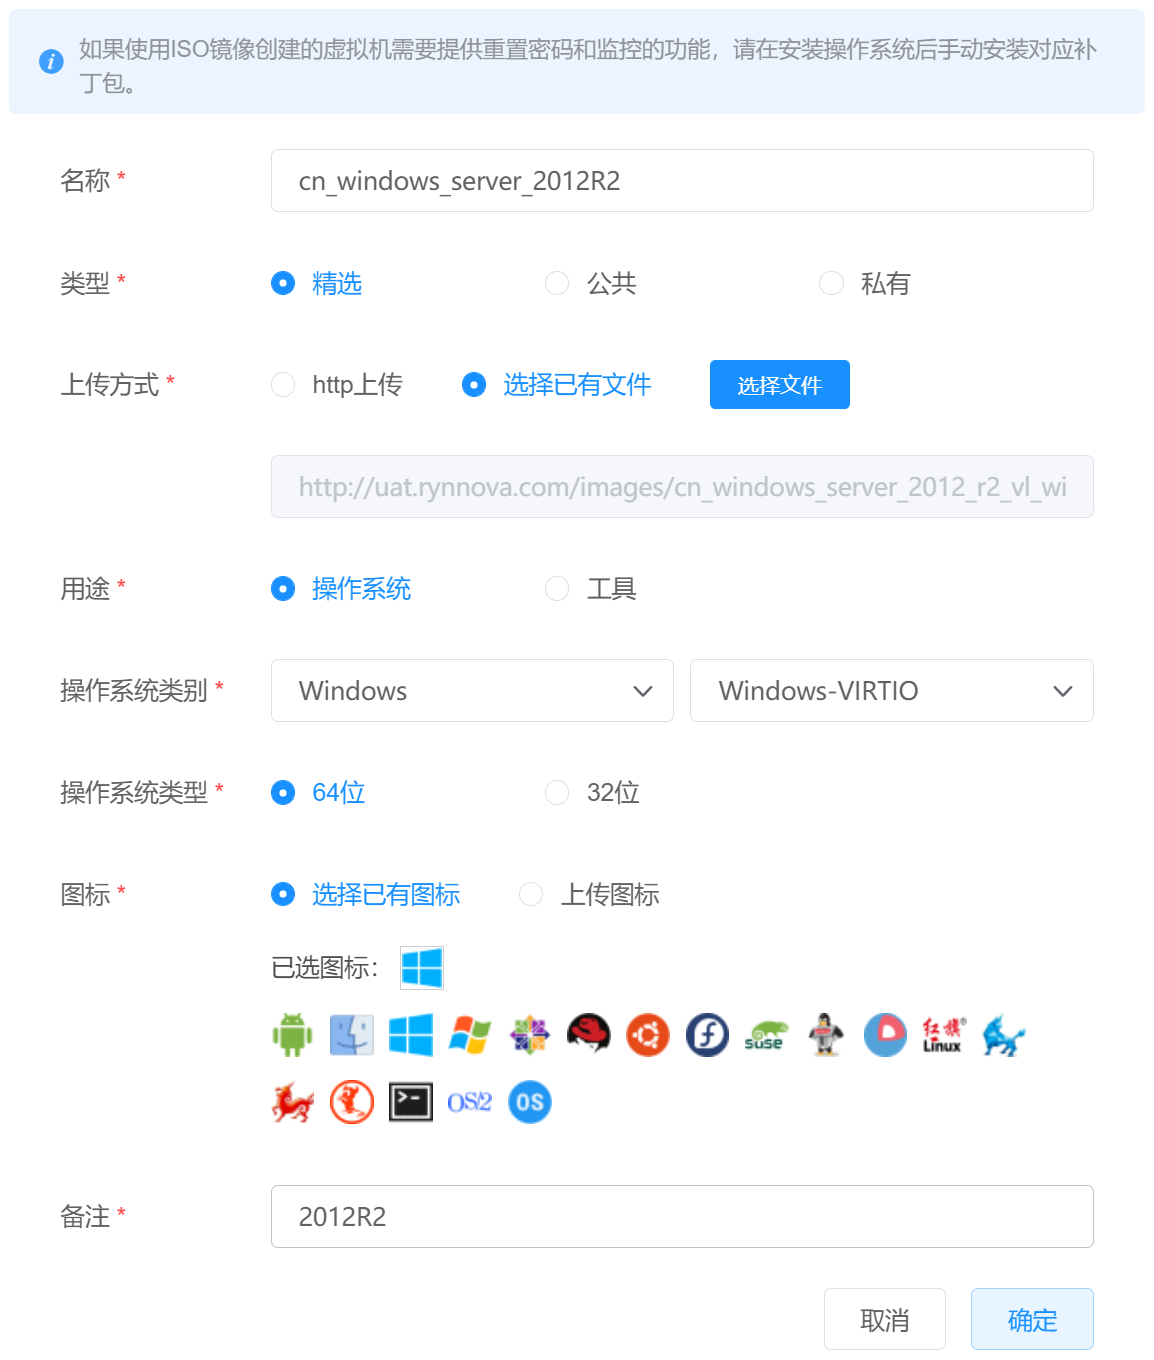 如果使用ISO镜像创建的虚拟机需要提供重置密码和监控的功能，请在安装操作系统后手动安装对应补
丁包。
名称 * cn_windows_server_2012R2
类型 * 精选 公共 私有
上传方式 * http上传 选择已有文件 选择文件
http://uat.rynnova.com/images/cn_windows_server_2012_r2_vl_wi
用途 * 操作系统 工具
操作系统类别 * Windows Windows-VIRTIO
操作系统类型 * 64位 32位
图标 * 选择已有图标 上传图标
已选图标：
SUSE 红旗 Linux
>- OS/2 OS
备注 * 2012R2
取消 确定